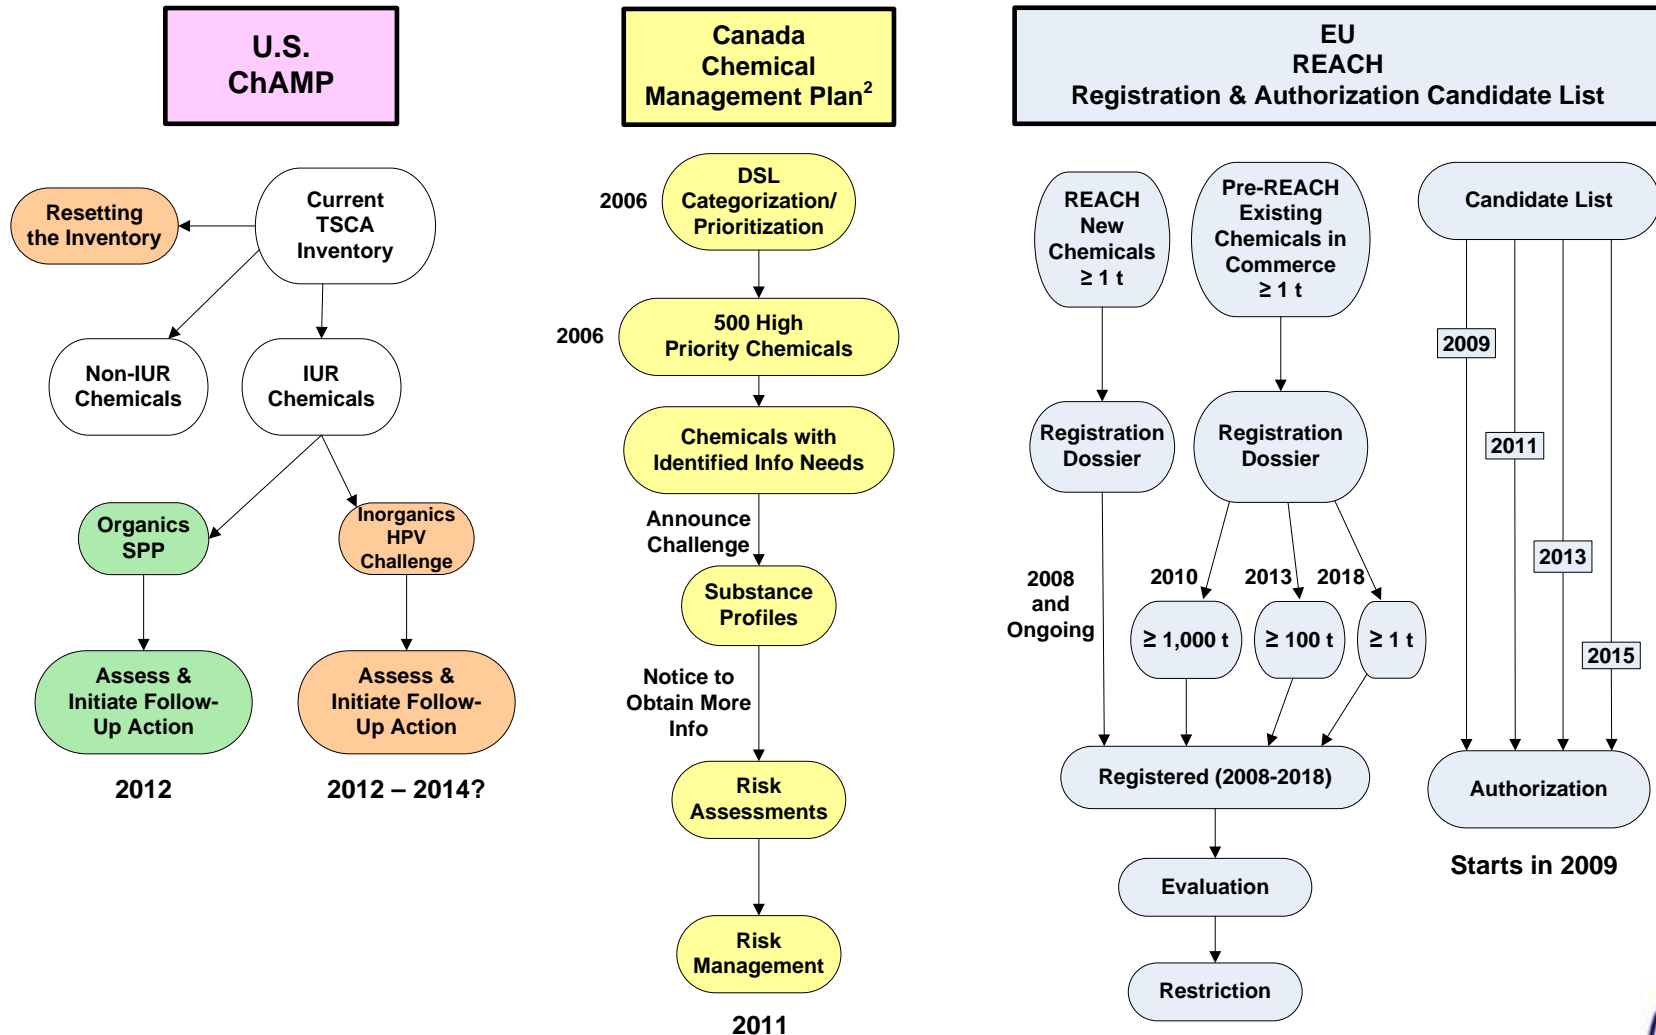 U.S.
ChAMP
Resetting
the Inventory
Current
TSCA
Inventory
Non-IUR
Chemicals
IUR
Chemicals
Organics
SPP
Inorganics
HPV
Challenge
Assess &
Initiate Follow-
Up Action
Assess &
Initiate Follow-
Up Action
2012
2012 – 2014?
Canada
Chemical
Management Plan²
2006
DSL
Categorization/
Prioritization
2006
500 High
Priority Chemicals
Chemicals with
Identified Info Needs
Announce
Challenge
Substance
Profiles
Notice to
Obtain More
Info
Risk
Assessments
Risk
Management
2011
EU
REACH
Registration & Authorization Candidate List
REACH
New
Chemicals
≥ 1 t
Pre-REACH
Existing
Chemicals in
Commerce
≥ 1 t
Registration
Dossier
Registration
Dossier
2008
and
Ongoing
2010
2013
2018
≥ 1,000 t
≥ 100 t
≥ 1 t
Registered (2008-2018)
Evaluation
Restriction
Candidate List
2009
2011
2013
2015
Authorization
Starts in 2009